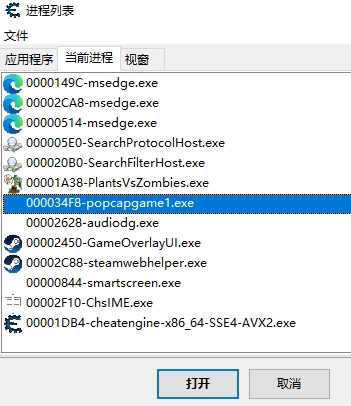 进程列表
文件
应用程序 当前进程 视窗
0000149C-msedge.exe
00002CA8-msedge.exe
00000514-msedge.exe
000005E0-SearchProtocolHost.exe
000020B0-SearchFilterHost.exe
00001A38-PlantsVsZombies.exe
000034F8-popcapgame1.exe
00002628-audiodg.exe
00002450-GameOverlayUI.exe
00002C88-steamwebhelper.exe
00000844-smartscreen.exe
00002F10-ChsIME.exe
00001DB4-cheatengine-x86_64-SSE4-AVX2.exe
打开 取消